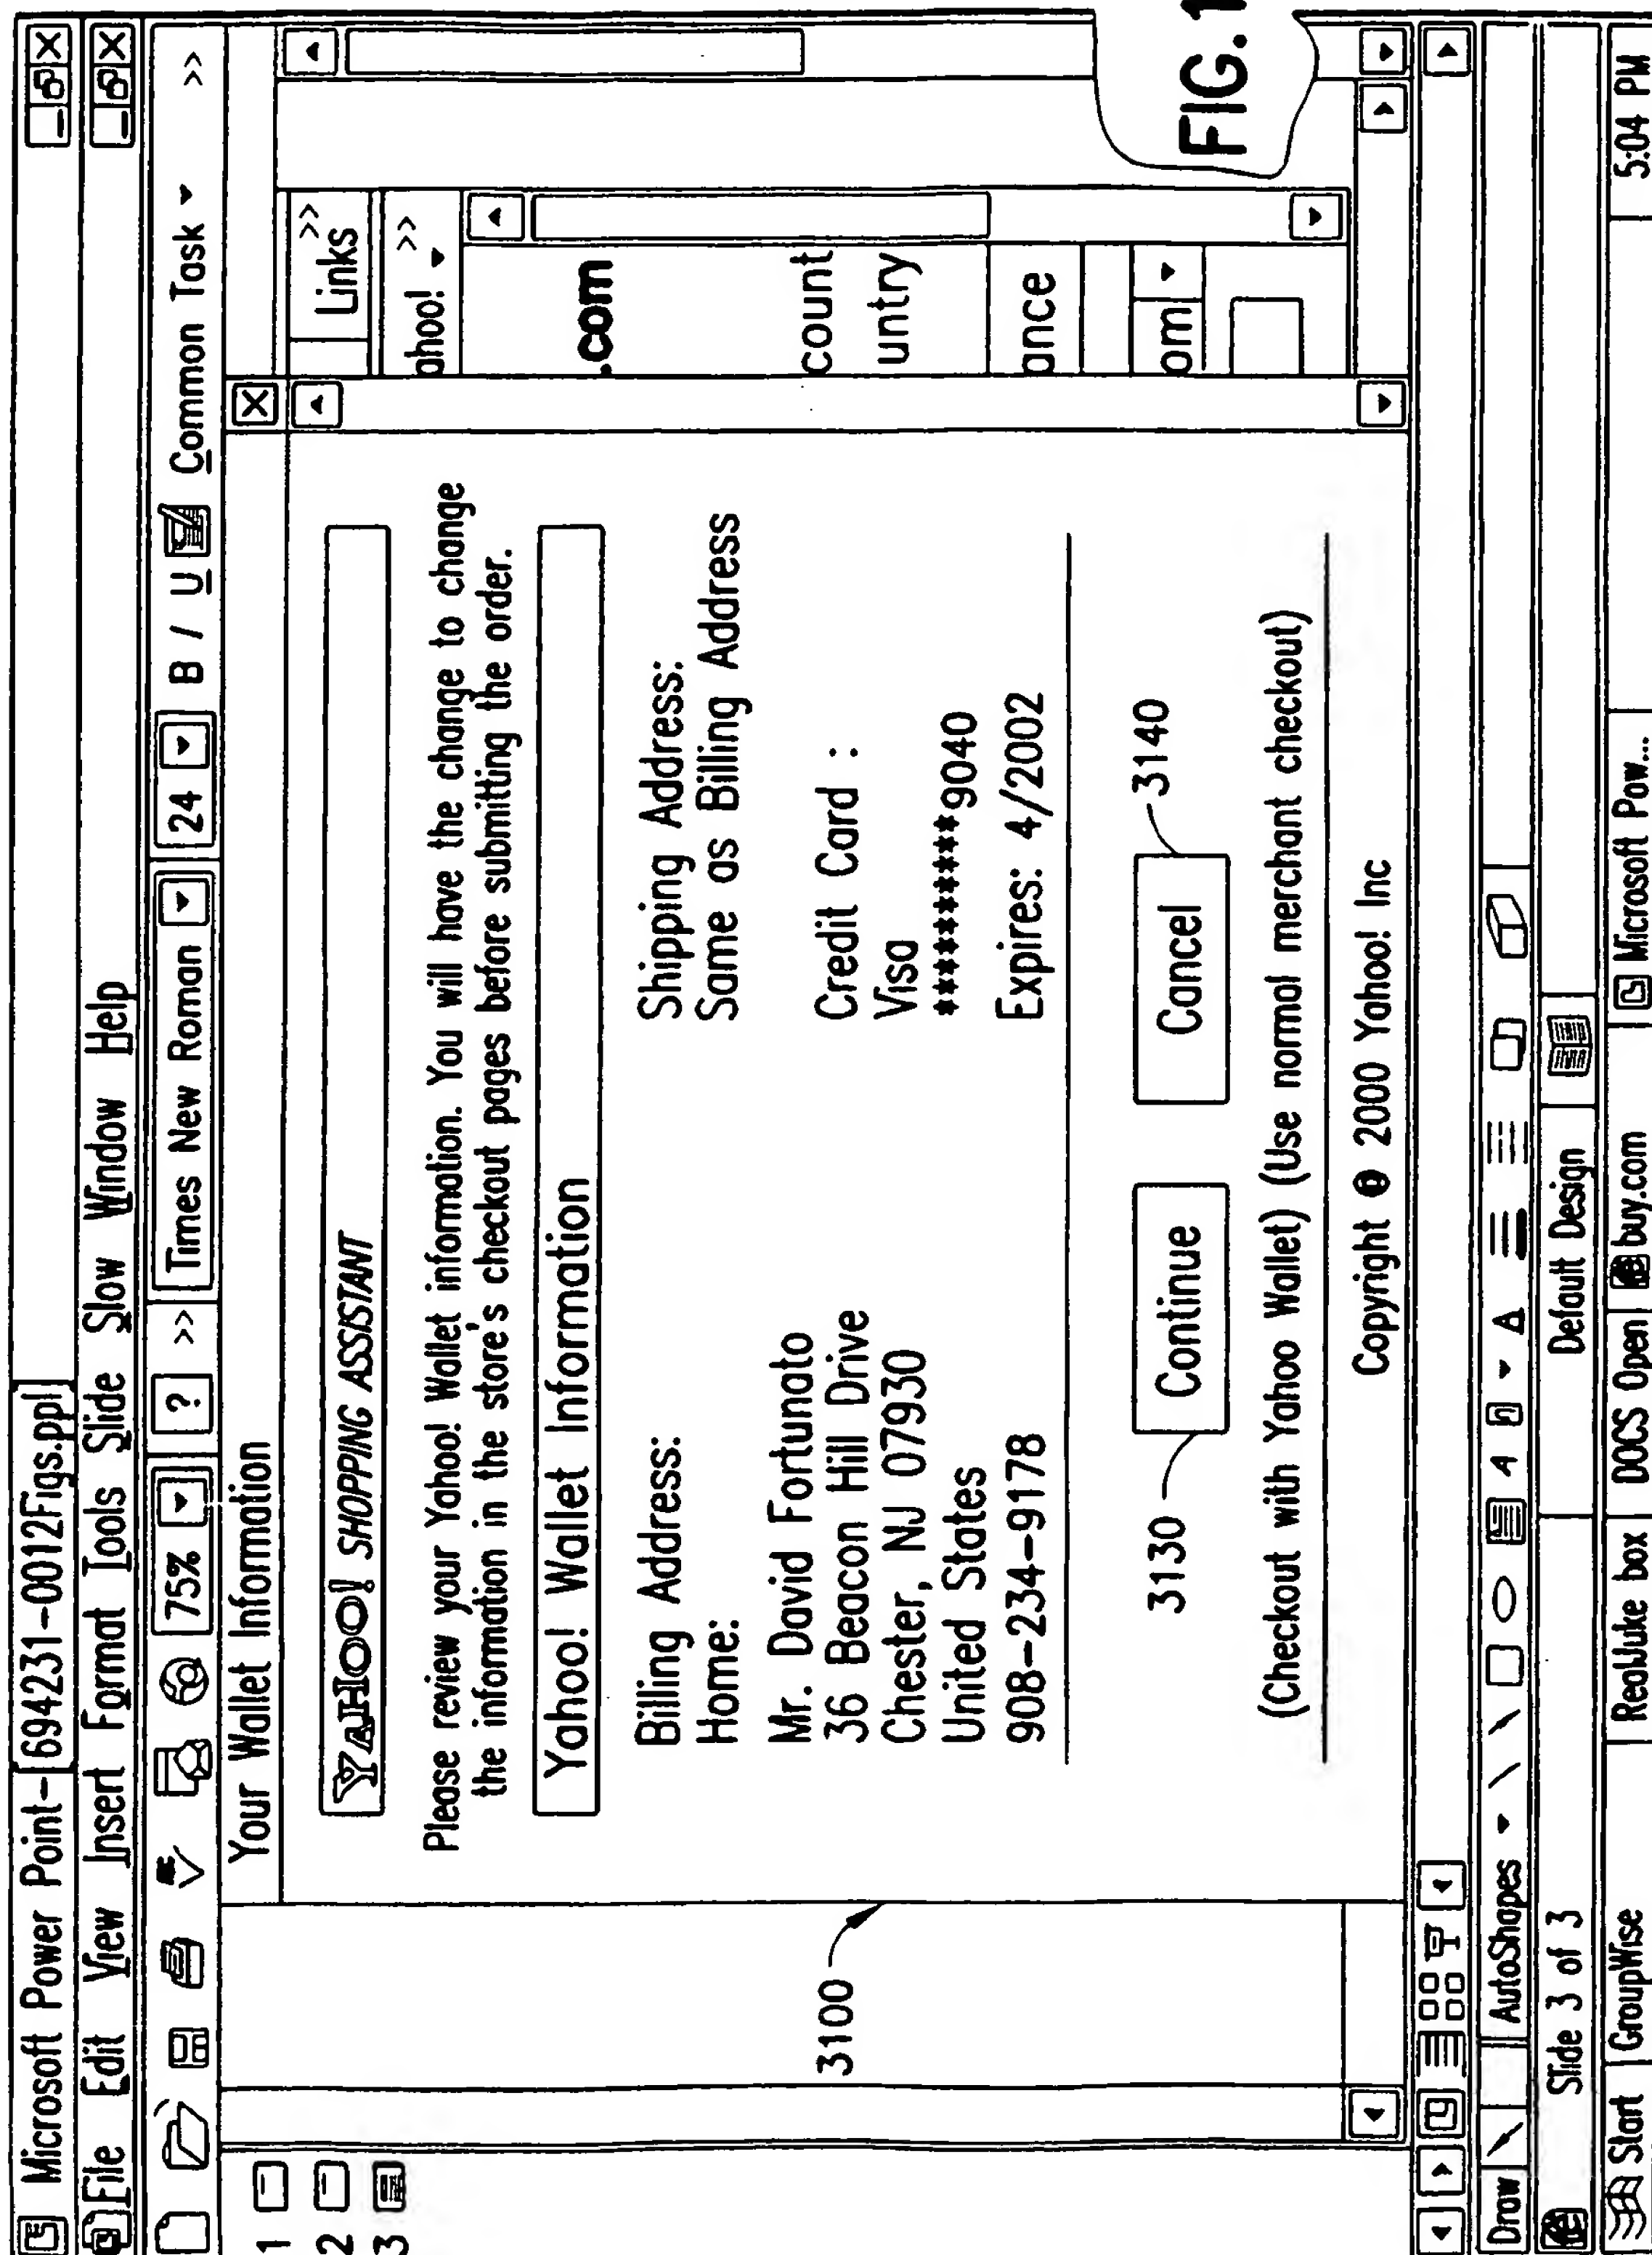 Microsoft Power Point-[694231-0012Figs.ppl]
File Edit View Insert Format Tools Slide Slow Window Help
75% ? >> Times New Roman 24 B / U Common Task >>
1
2
3
Your Wallet Information
YAHOO! SHOPPING ASSISTANT
Please review your Yahoo! Wallet information. You will have the change to change
the information in the store's checkout pages before submitting the order.
Yahoo! Wallet Information
Billing Address:
Home:
Mr. David Fortunato
36 Beacon Hill Drive
Chester, NJ 07930
United States
908-234-9178
Shipping Address:
Same as Billing Address
Credit Card :
Visa
**********9040
Expires: 4/2002
3130
Continue
Cancel
3140
(Checkout with Yahoo Wallet) (Use normal merchant checkout)
Copyright © 2000 Yahoo! Inc
3100
>>
Links
ahoo! >>
.com
count
untry
ance
om
FIG.1
Draw AutoShapes
Slide 3 of 3 Default Design
Start GroupWise RealJuke box DOCS Open buy.com Microsoft Pow... 5:04 PM